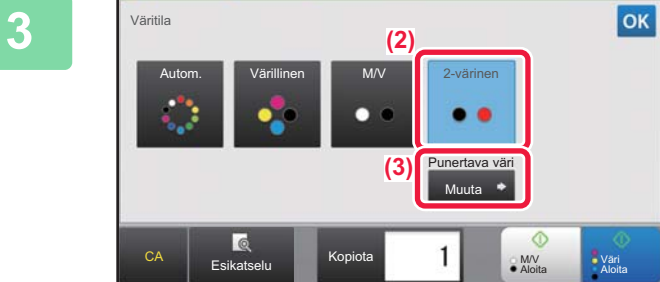 3
Väritila
OK
(2)
Autom.
Värillinen
M/V
2-värinen
(3)
Punertava väri
Muuta
CA
Esikatselu
Kopiota
1
M/V
Aloita
Väri
Aloita